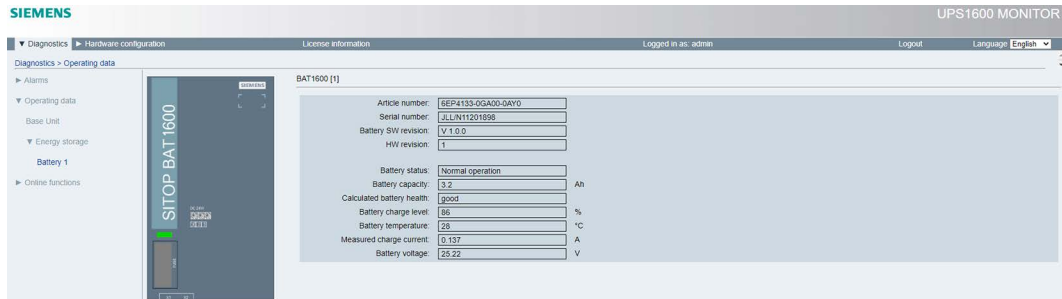 SIEMENS
UPS1600 MONITOR
▼ Diagnostics ► Hardware configuration License information Logged in as: admin Logout Language English
Diagnostics > Operating data
► Alarms
▼ Operating data
Base Unit
▼ Energy storage
Battery 1
► Online functions
SIEMENS
SITOP BAT1600
BAT1600 [1]
Article number: 6EP4133-0GA00-0AY0
Serial number: JLL/N11201898
Battery SW revision: V 1.0.0
HW revision: 1
Battery status: Normal operation
Battery capacity: 3.2 Ah
Calculated battery health: good
Battery charge level: 86 %
Battery temperature: 28 °C
Measured charge current: 0.137 A
Battery voltage: 25.22 V